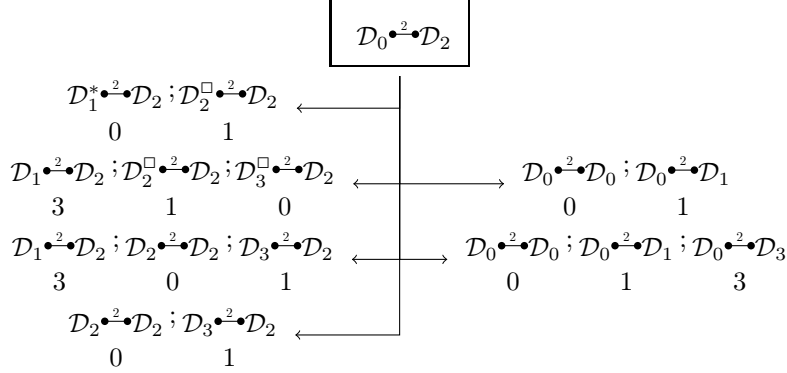 𝒟₀ •—²—• 𝒟₂
𝒟₁* •—²—• 𝒟₂ ; 𝒟₂□ •—²—• 𝒟₂
0 1
𝒟₁ •—²—• 𝒟₂ ; 𝒟₂□ •—²—• 𝒟₂ ; 𝒟₃□ •—²—• 𝒟₂
3 1 0
𝒟₀ •—²—• 𝒟₀ ; 𝒟₀ •—²—• 𝒟₁
0 1
𝒟₁ •—²—• 𝒟₂ ; 𝒟₂ •—²—• 𝒟₂ ; 𝒟₃ •—²—• 𝒟₂
3 0 1
𝒟₀ •—²—• 𝒟₀ ; 𝒟₀ •—²—• 𝒟₁ ; 𝒟₀ •—²—• 𝒟₃
0 1 3
𝒟₂ •—²—• 𝒟₂ ; 𝒟₃ •—²—• 𝒟₂
0 1